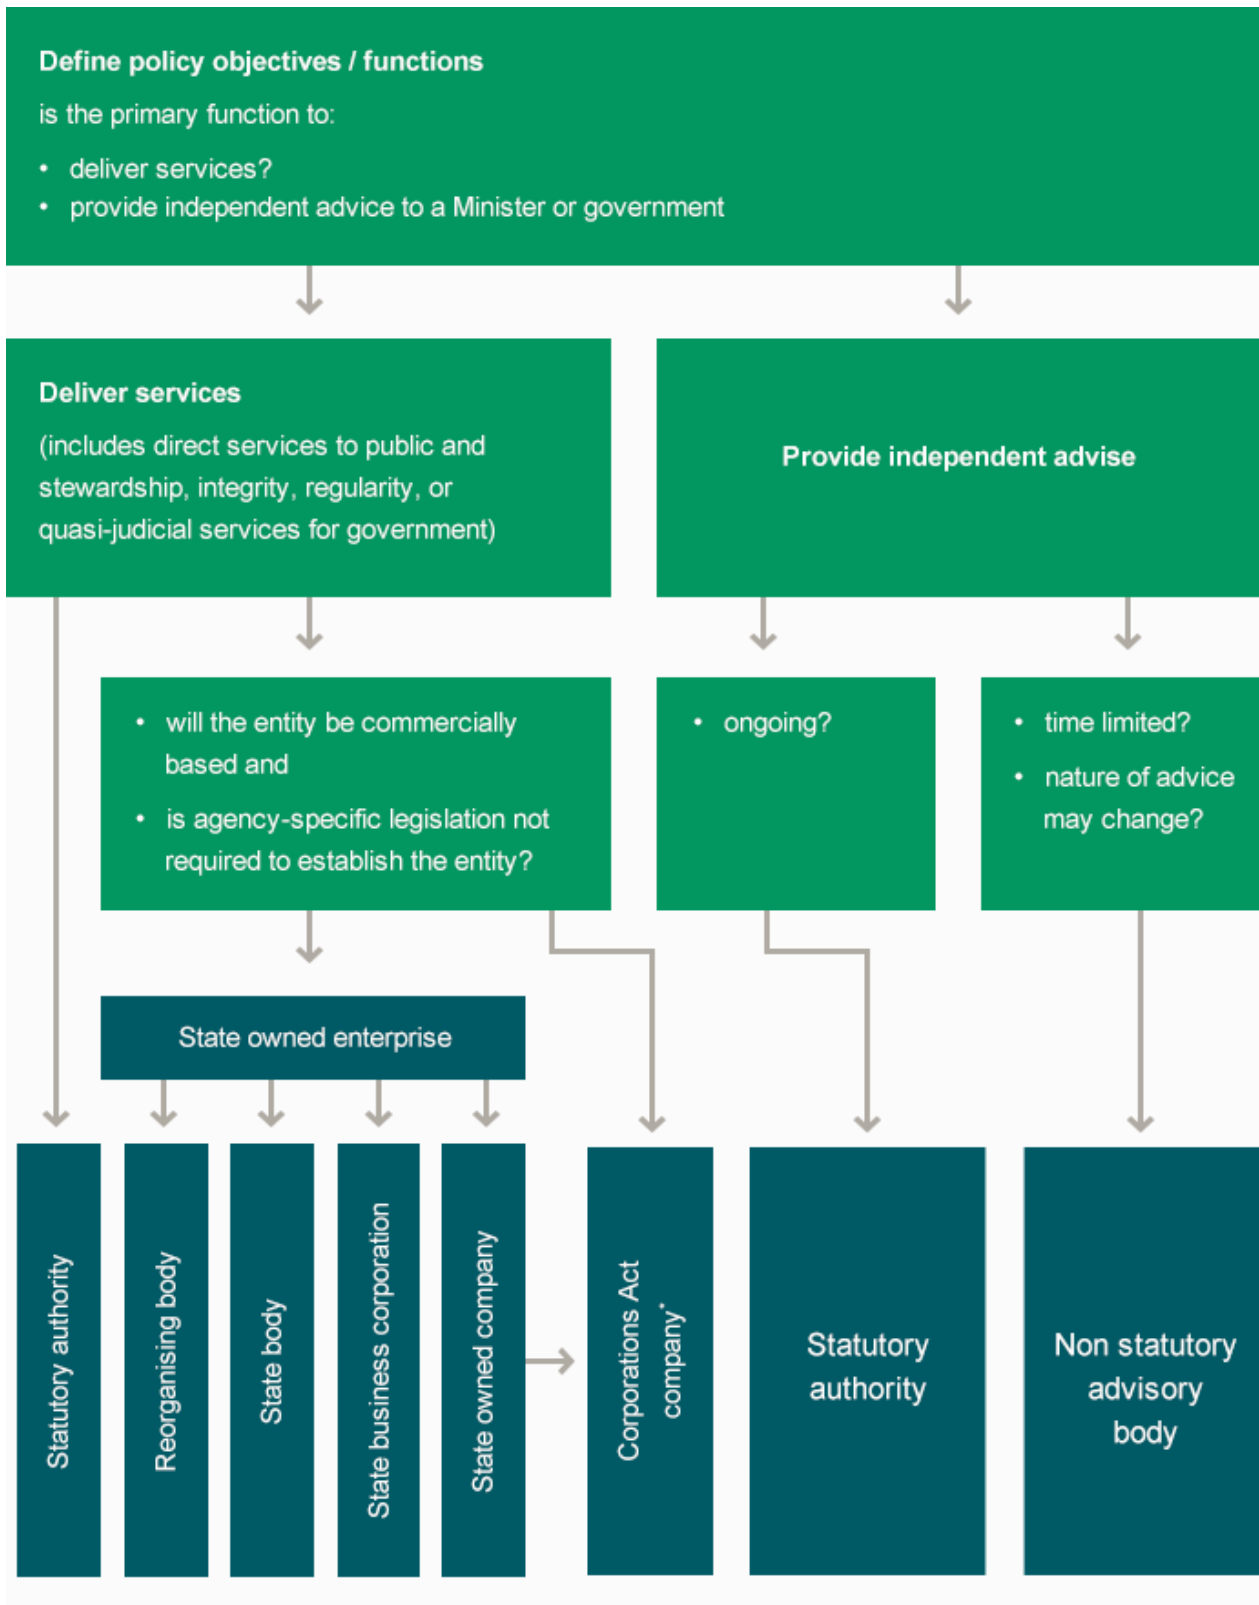 Define policy objectives / functions
is the primary function to:
• deliver services?
• provide independent advice to a Minister or government
Deliver services
(includes direct services to public and
stewardship, integrity, regularity, or
quasi-judicial services for government)
Provide independent advise
• will the entity be commercially
based and
• is agency-specific legislation not
required to establish the entity?
• ongoing?
• time limited?
• nature of advice
may change?
State owned enterprise
Statutory authority
Reorganising body
State body
State business corporation
State owned company
Corporations Act
company*
Statutory
authority
Non statutory
advisory
body